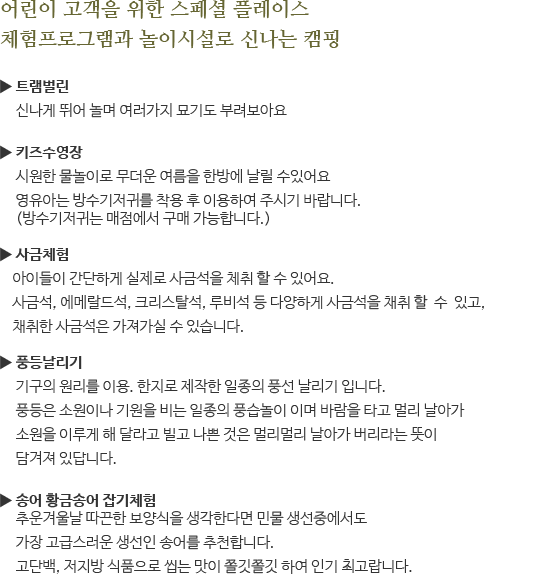 어린이 고객을 위한 스페셜 플레이스
체험프로그램과 놀이시설로 신나는 캠핑
▶ 트램벌린
신나게 뛰어 놀며 여러가지 묘기도 부려보아요
▶ 키즈수영장
시원한 물놀이로 무더운 여름을 한방에 날릴 수있어요
영유아는 방수기저귀를 착용 후 이용하여 주시기 바랍니다.
(방수기저귀는 매점에서 구매 가능합니다.)
▶ 사금체험
아이들이 간단하게 실제로 사금석을 체취 할 수 있어요.
사금석, 에메랄드석, 크리스탈석, 루비석 등 다양하게 사금석을 채취 할 수 있고,
채취한 사금석은 가져가실 수 있습니다.
▶ 풍등날리기
기구의 원리를 이용. 한지로 제작한 일종의 풍선 날리기 입니다.
풍등은 소원이나 기원을 비는 일종의 풍습놀이 이며 바람을 타고 멀리 날아가
소원을 이루게 해 달라고 빌고 나쁜 것은 멀리멀리 날아가 버리라는 뜻이
담겨져 있답니다.
▶ 송어 황금송어 잡기체험
추운겨울날 따끈한 보양식을 생각한다면 민물 생선중에서도
가장 고급스러운 생선인 송어를 추천합니다.
고단백, 저지방 식품으로 씹는 맛이 쫄깃쫄깃 하여 인기 최고랍니다.